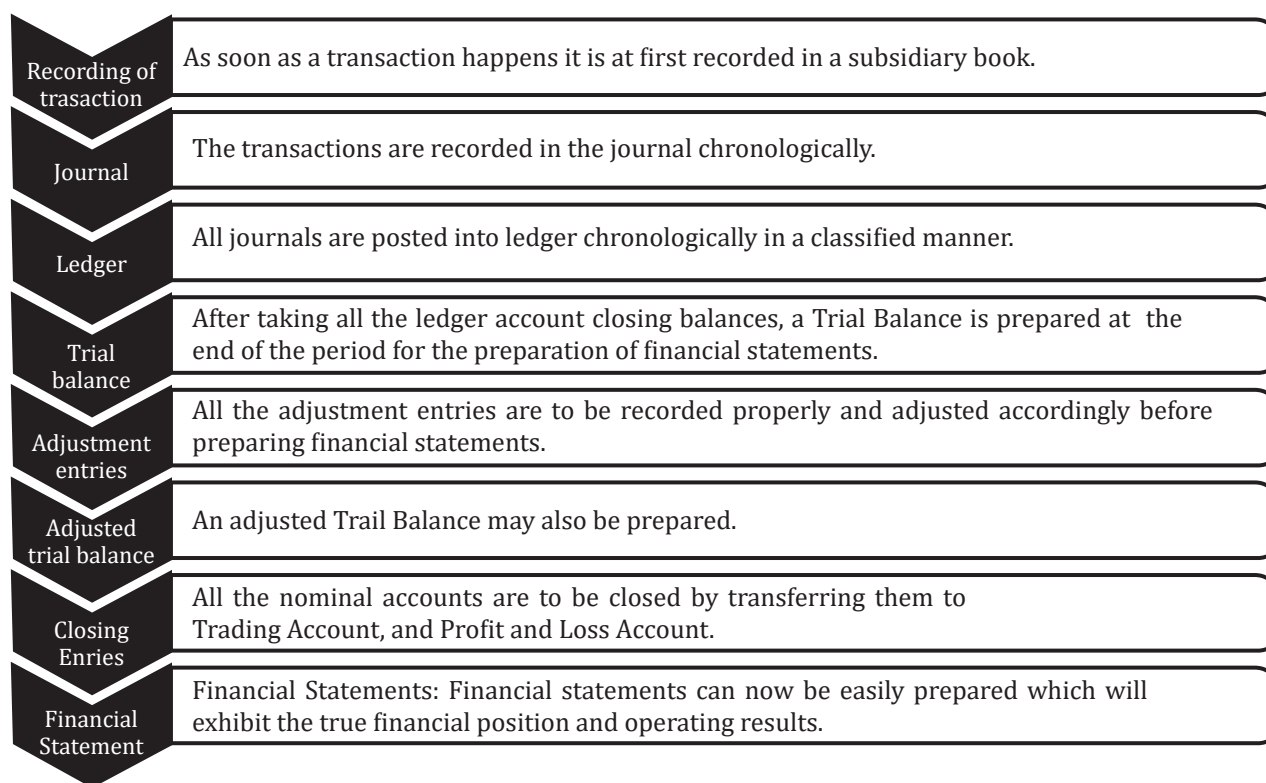 Recording of
trasaction
As soon as a transaction happens it is at first recorded in a subsidiary book.
Journal
The transactions are recorded in the journal chronologically.
Ledger
All journals are posted into ledger chronologically in a classified manner.
Trial
balance
After taking all the ledger account closing balances, a Trial Balance is prepared at the
end of the period for the preparation of financial statements.
Adjustment
entries
All the adjustment entries are to be recorded properly and adjusted accordingly before
preparing financial statements.
Adjusted
trial balance
An adjusted Trail Balance may also be prepared.
Closing
Enries
All the nominal accounts are to be closed by transferring them to
Trading Account, and Profit and Loss Account.
Financial
Statement
Financial Statements: Financial statements can now be easily prepared which will
exhibit the true financial position and operating results.